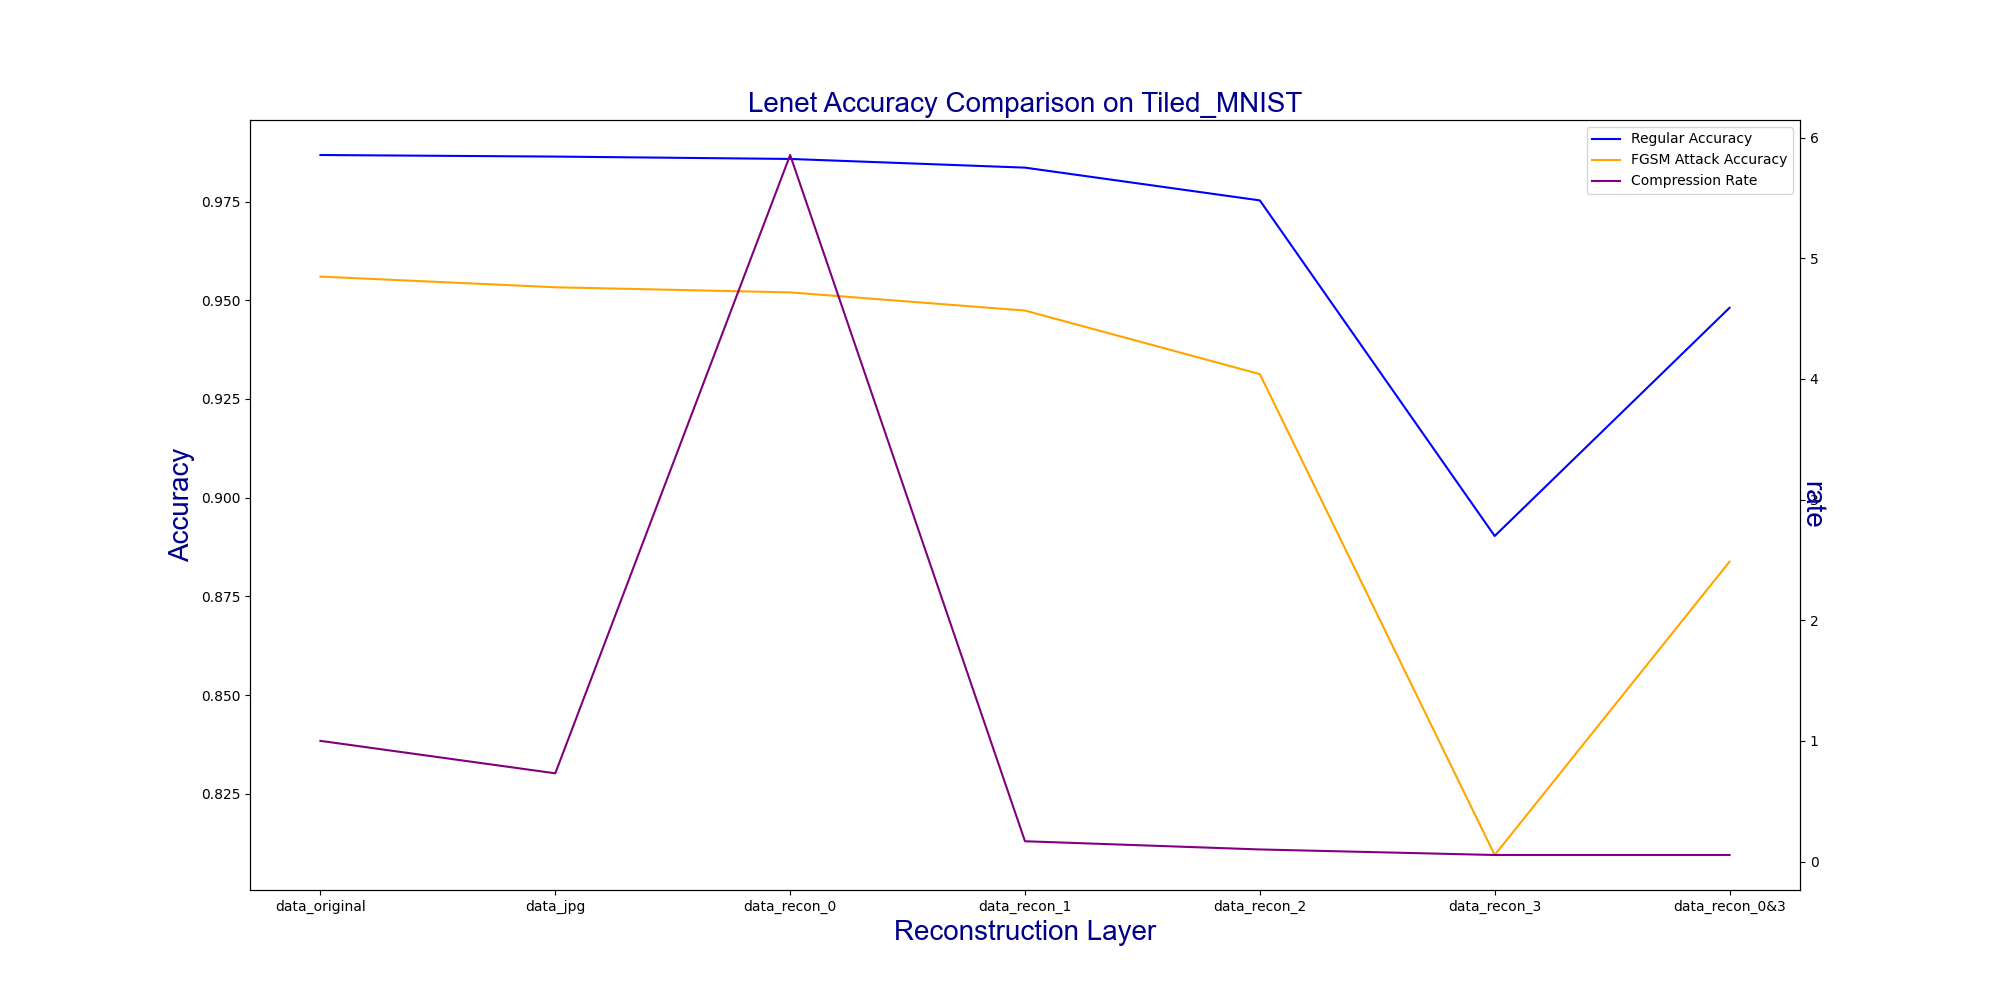 Lenet Accuracy Comparison on Tiled_MNIST
Regular Accuracy
FGSM Attack Accuracy
Compression Rate
Accuracy
0.975
0.950
0.925
0.900
0.875
0.850
0.825
6
5
4
2
1
0
rate
data_original data_jpg data_recon_0 data_recon_1 data_recon_2 data_recon_3 data_recon_0&3
Reconstruction Layer